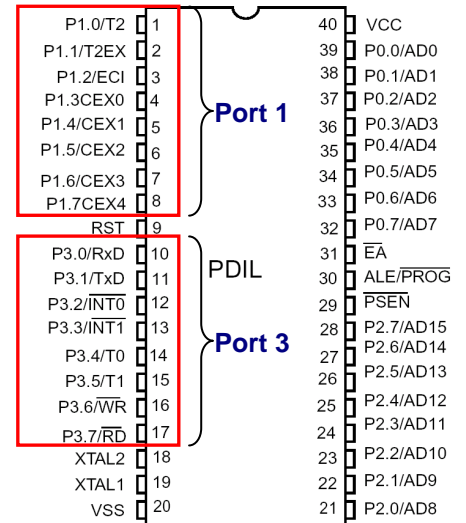 P1.0/T2 1 40 VCC
P1.1/T2EX 2 39 P0.0/AD0
P1.2/ECI 3 38 P0.1/AD1
P1.3CEX0 4 37 P0.2/AD2
Port 1
P1.4/CEX1 5 36 P0.3/AD3
P1.5/CEX2 6 35 P0.4/AD4
P1.6/CEX3 7 34 P0.5/AD5
P1.7CEX4 8 33 P0.6/AD6
RST 9 32 P0.7/AD7
P3.0/RxD 10 31 EA
PDIL
P3.1/TxD 11 30 ALE/PROG
P3.2/INT0 12 29 PSEN
P3.3/INT1 13 28 P2.7/AD15
Port 3
P3.4/T0 14 27 P2.6/AD14
P3.5/T1 15 26 P2.5/AD13
P3.6/WR 16 25 P2.4/AD12
P3.7/RD 17 24 P2.3/AD11
XTAL2 18 23 P2.2/AD10
XTAL1 19 22 P2.1/AD9
VSS 20 21 P2.0/AD8